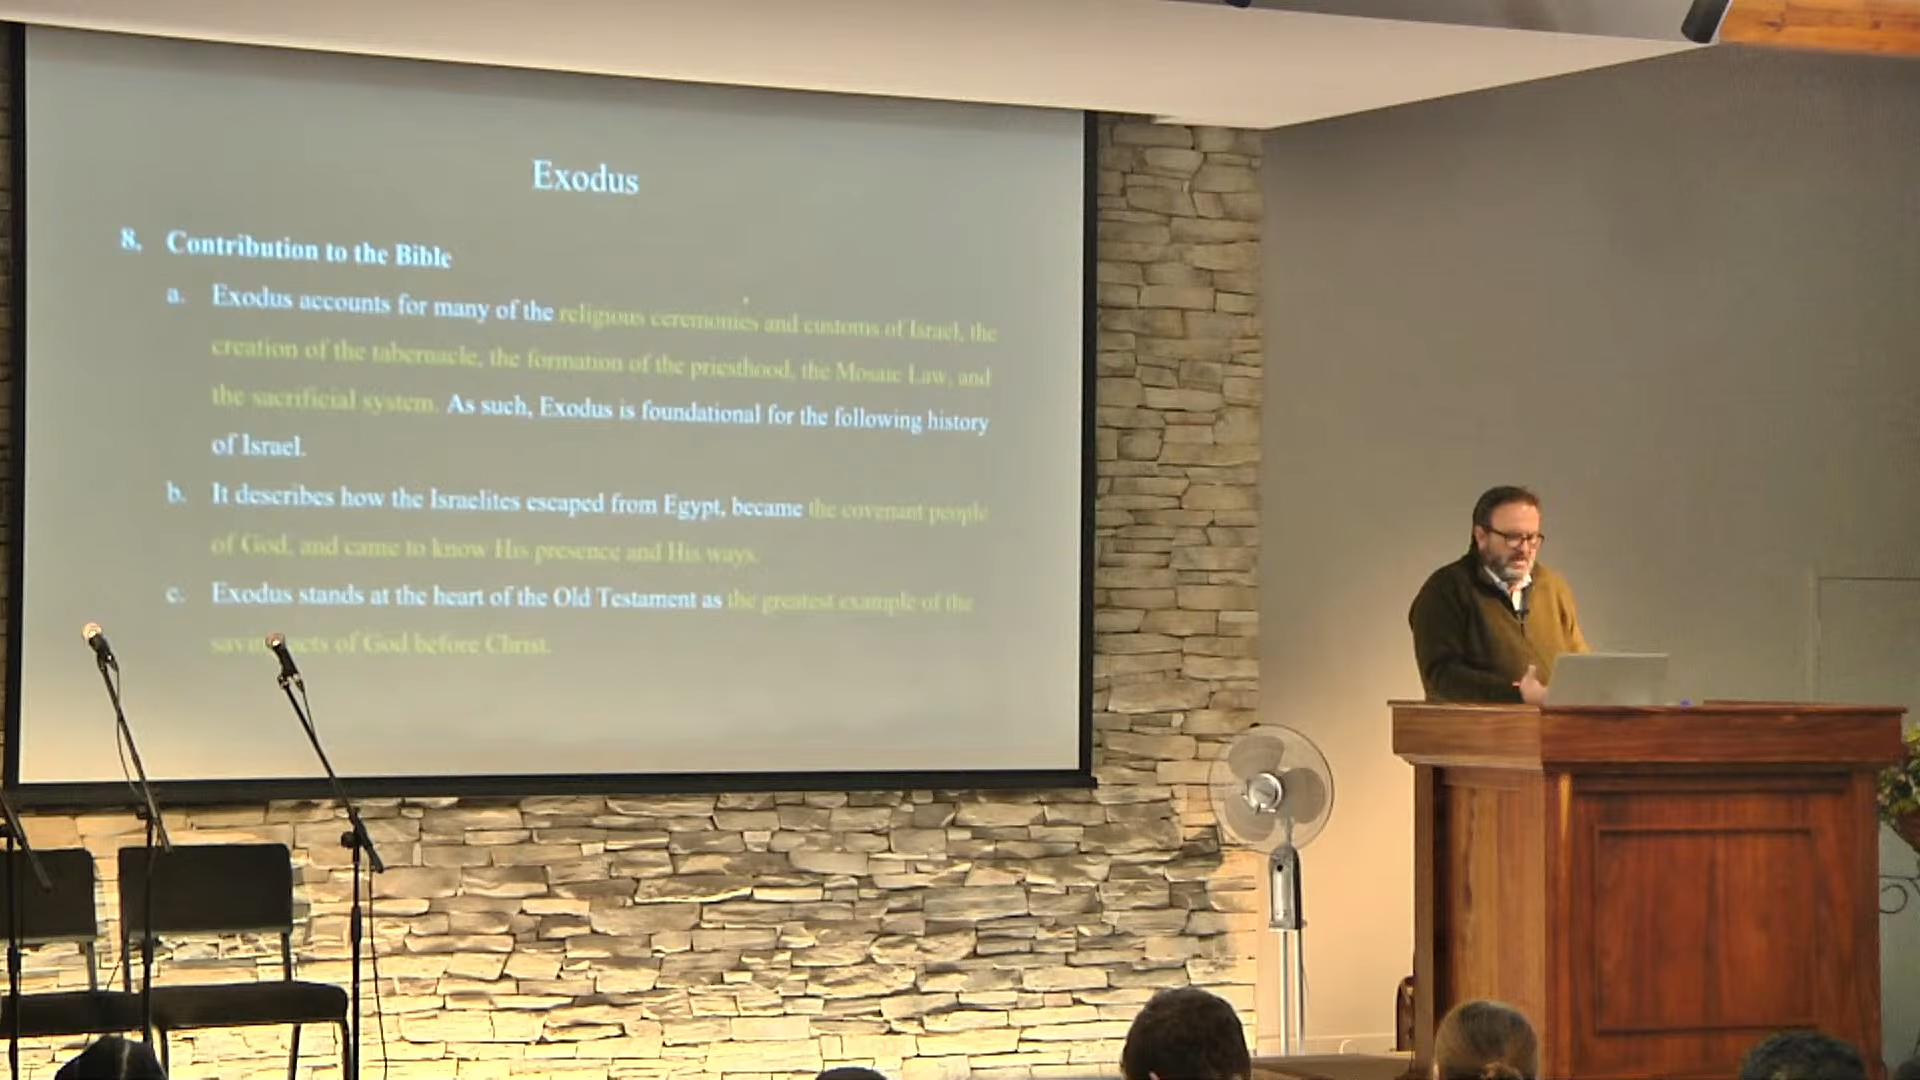 Exodus
8. Contribution to the Bible
a. Exodus accounts for many of the religious ceremonies and customs of Israel, the
creation of the tabernacle, the formation of the priesthood, the Mosaic Law, and
the sacrificial system. As such, Exodus is foundational for the following history
of Israel.
b. It describes how the Israelites escaped from Egypt, became the covenant people
of God, and came to know His presence and His ways.
c. Exodus stands at the heart of the Old Testament as the greatest example of the
saving acts of God before Christ.